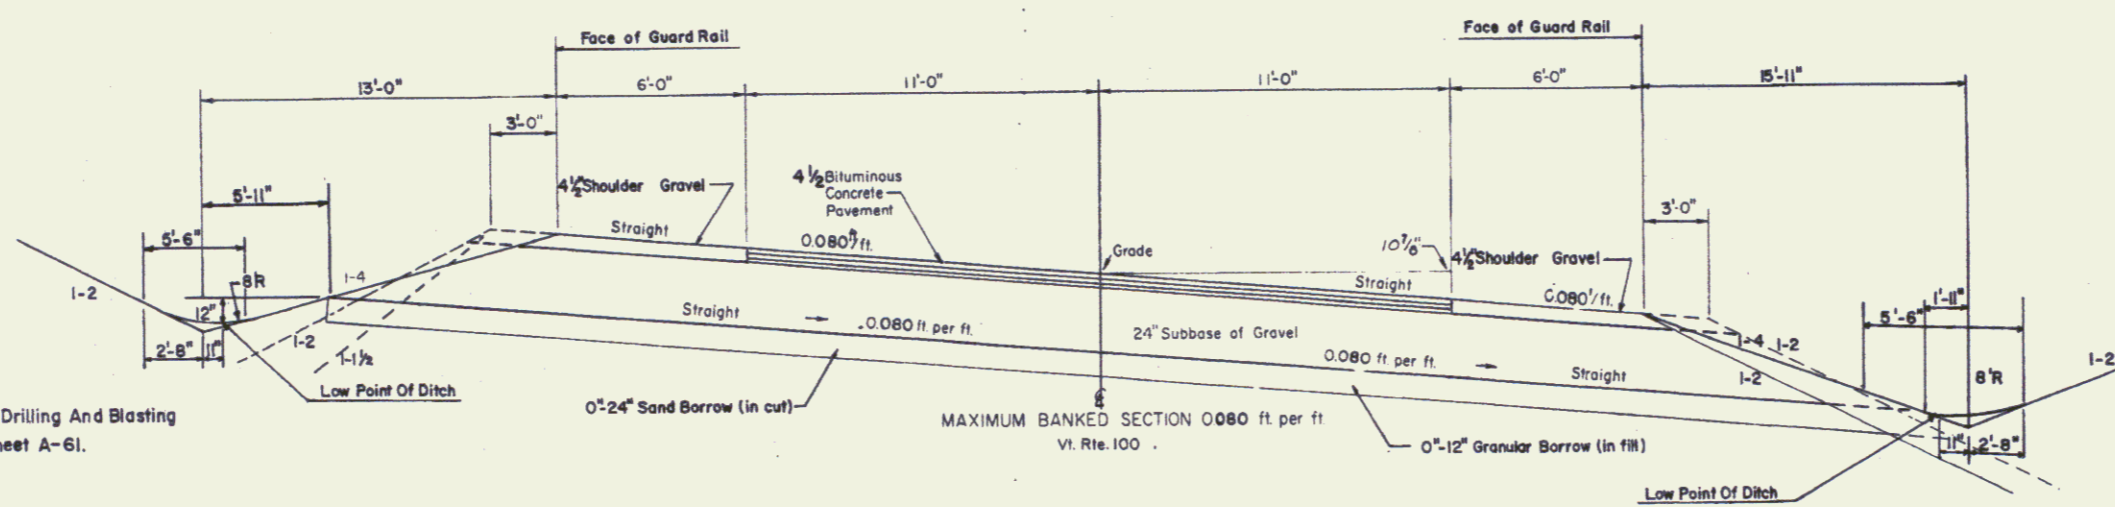 Face of Guard Rail
Face of Guard Rail
13'-0"
6'-0"
11'-0"
11'-0"
6'-0"
15'-11"
3'-0"
4½" Shoulder Gravel
4½ Bituminous
Concrete
Pavement
5'-11"
3'-0"
5'-6"
Straight
0.080'/ft.
Grade
10⅞"
4½" Shoulder Gravel
1-2
1-4
8'R
12"
Straight
0.080'/ft.
1'-11"
5'-6"
Straight
0.080 ft. per ft.
24" Subbase of Gravel
1-4
1-2
1-2
2'-8"
11"
1-2
1-1½
0.080 ft. per ft.
Straight
1-2
8'R
Low Point Of Ditch
0"-24" Sand Borrow (in cut)
Drilling And Blasting
eet A-61.
MAXIMUM BANKED SECTION 0.080 ft. per ft.
Vt. Rte. 100
0"-12" Granular Borrow (in fill)
11"
2'-8"
Low Point Of Ditch